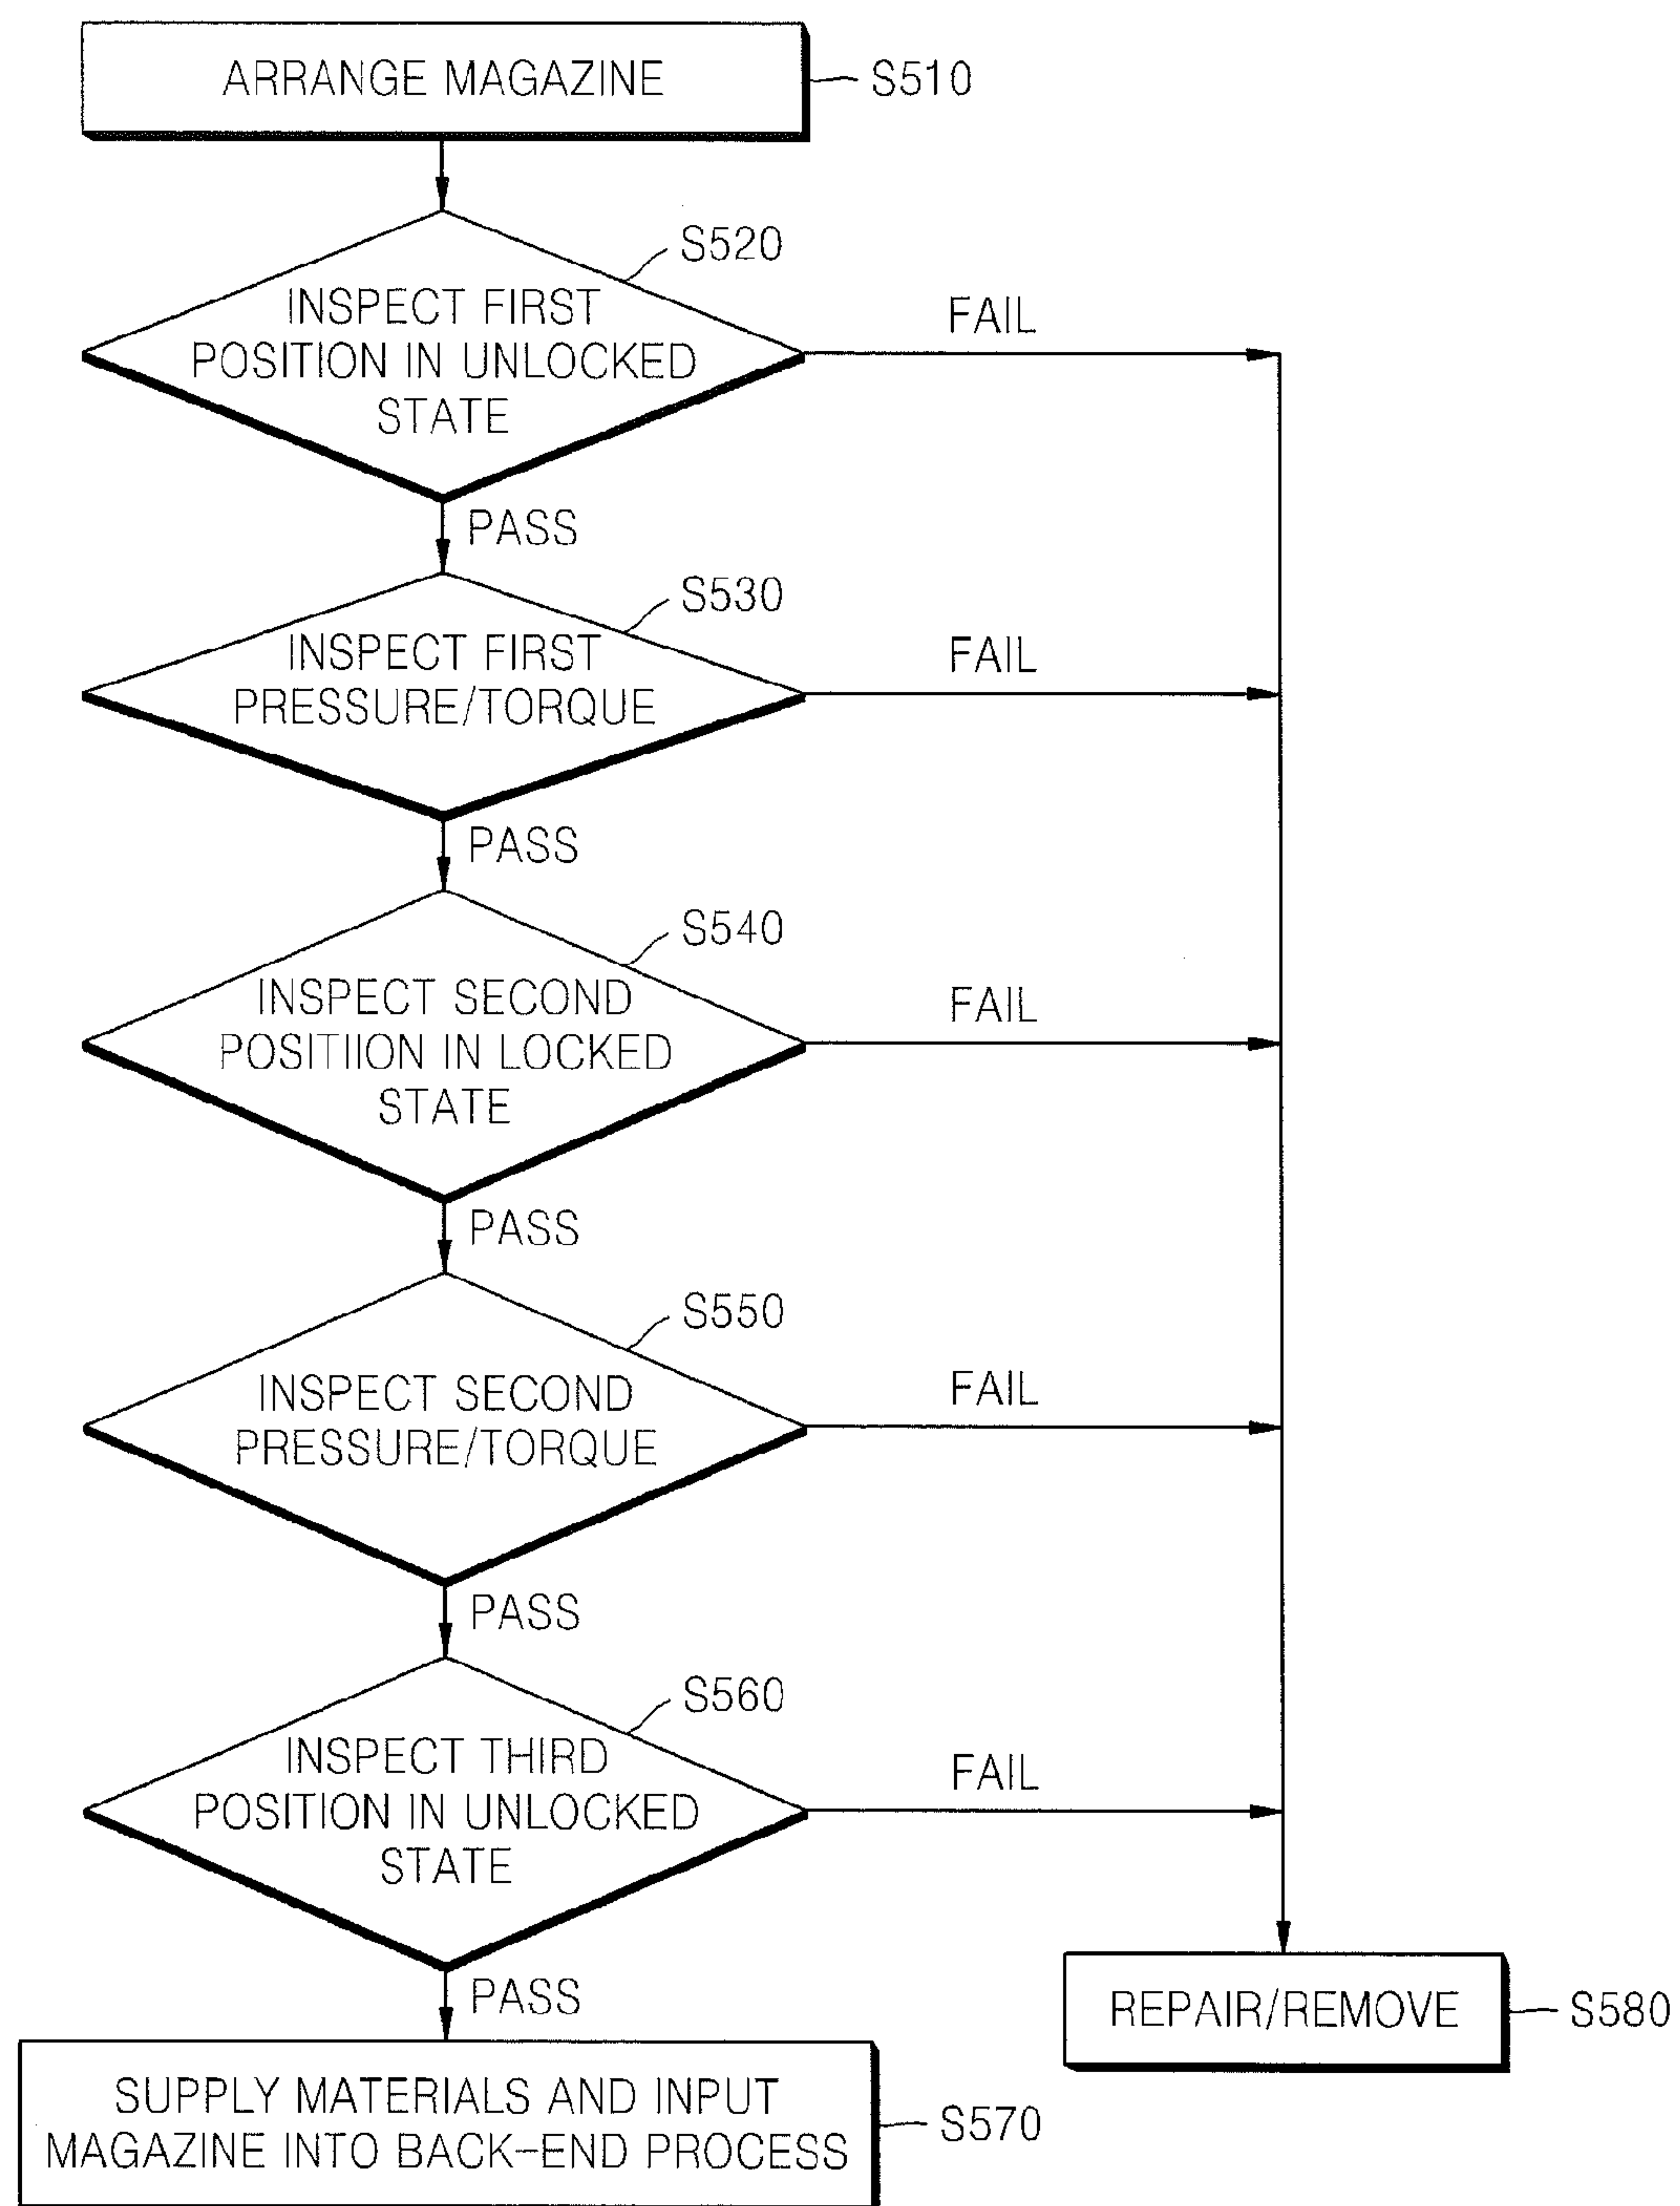 ARRANGE MAGAZINE
S510
S520
INSPECT FIRST
POSITION IN UNLOCKED
STATE
FAIL
PASS
S530
INSPECT FIRST
PRESSURE/TORQUE
FAIL
PASS
S540
INSPECT SECOND
POSITIION IN LOCKED
STATE
FAIL
PASS
S550
INSPECT SECOND
PRESSURE/TORQUE
FAIL
PASS
S560
INSPECT THIRD
POSITION IN UNLOCKED
STATE
FAIL
PASS
REPAIR/REMOVE
S580
SUPPLY MATERIALS AND INPUT
MAGAZINE INTO BACK-END PROCESS
S570